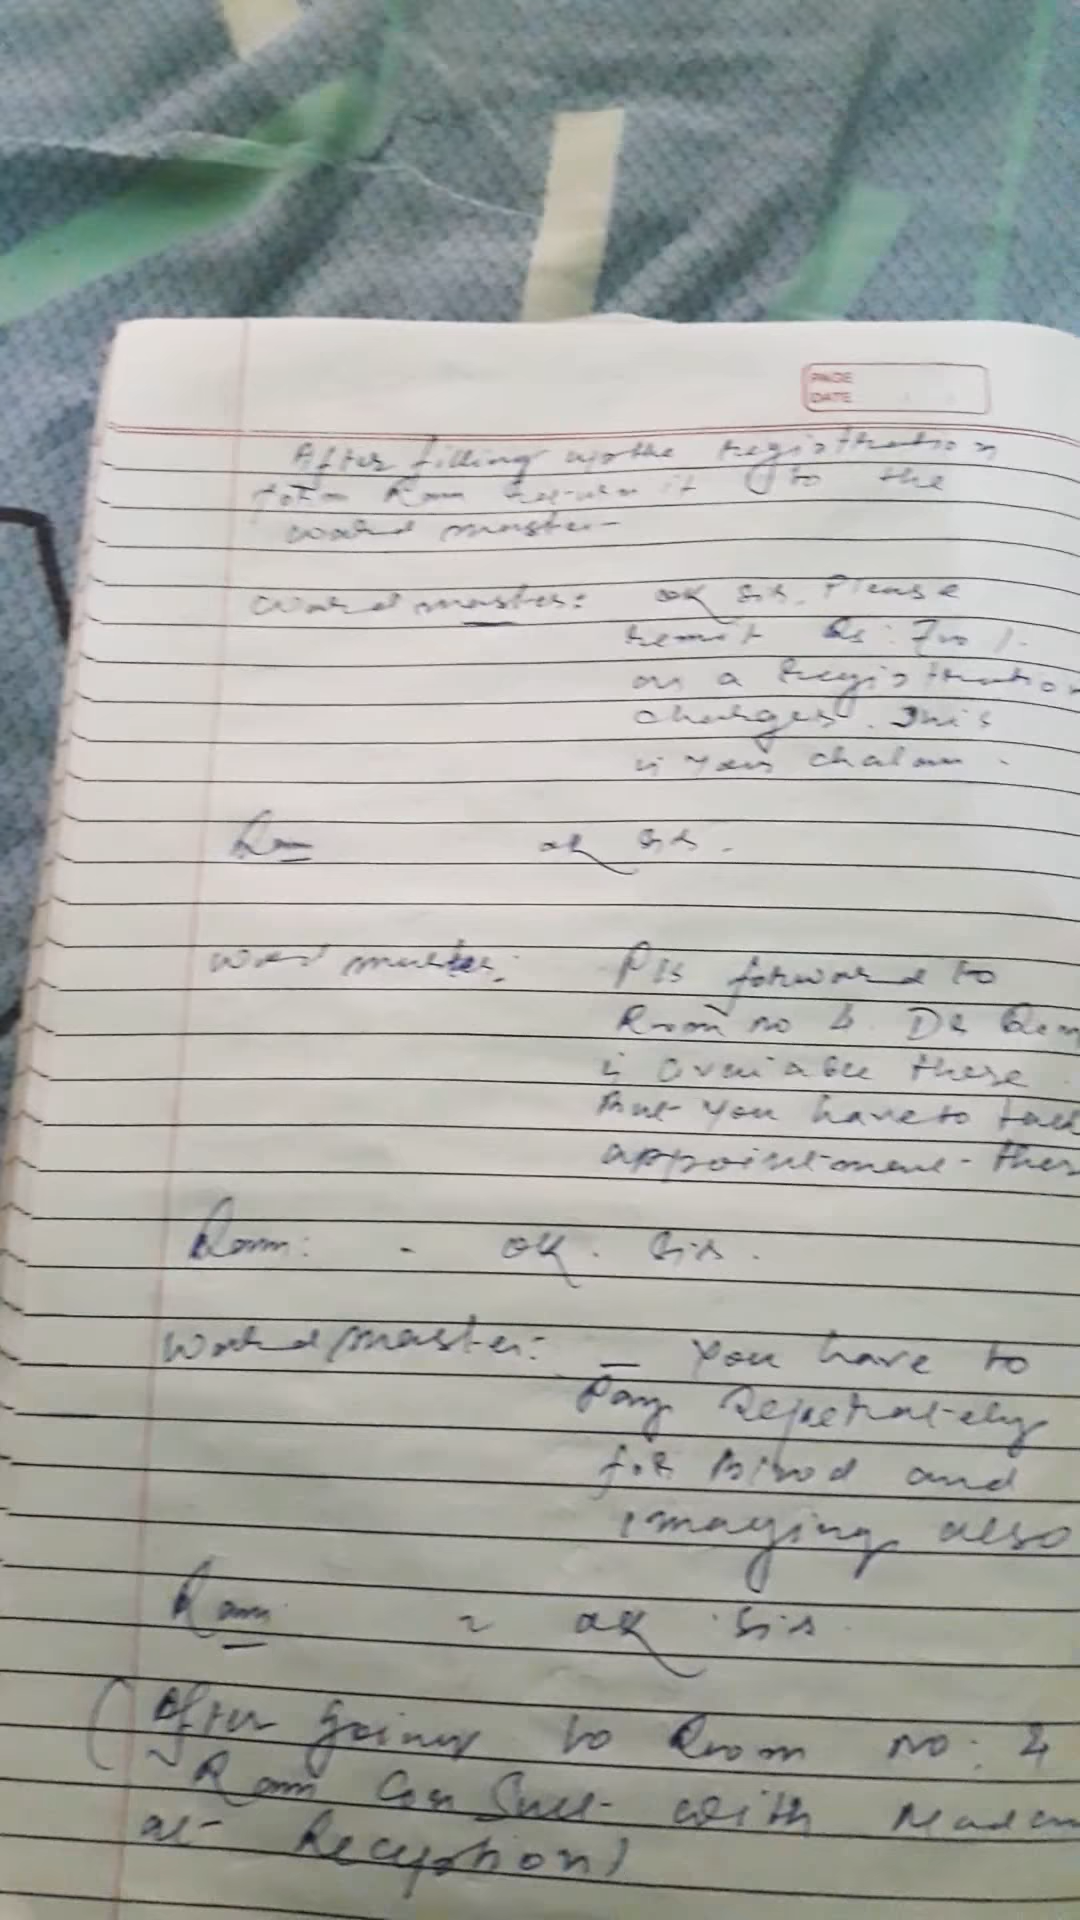 PAGE
DATE
After filling up the registration
form Ram return it to the
ward master-
ward master: ok sir. Please
remit Rs:
as a Registration
charges. This
is your chalan.
Ram ok sir.
ward master: Pls forward to
Room no 4. DR
is avaiable there
But you have to
appointment-
Ram: - ok. Sir.
ward master: - You have to
Pay Seperately
for Blood and
imaging also
Ram ok Sir.
(After going to Room no: 4
Ram Consult with Madam
at Reception)